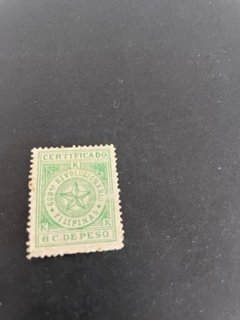 CERTIFICADO
K
GOBNO REVOLUCIONARIO
FILIPINAS
K K
8 C. DE PESO